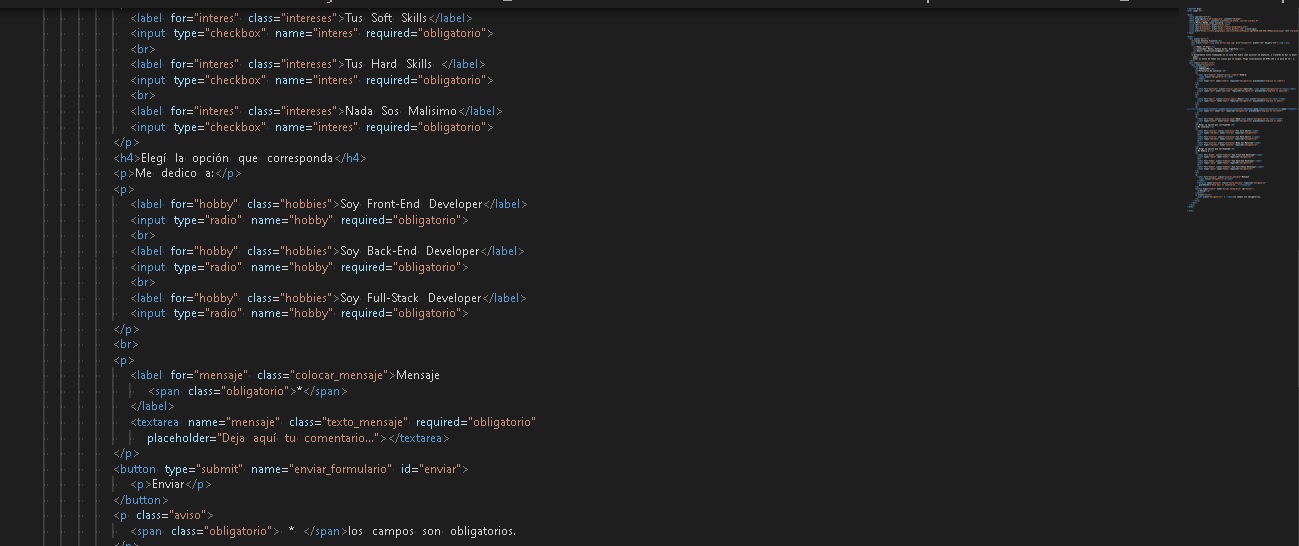 <label for="interes" class="intereses">Tus Soft Skills</label>
<input type="checkbox" name="interes" required="obligatorio">
<br>
<label for="interes" class="intereses">Tus Hard Skills </label>
<input type="checkbox" name="interes" required="obligatorio">
<br>
<label for="interes" class="intereses">Nada Sos Malisimo</label>
<input type="checkbox" name="interes" required="obligatorio">
</p>
<h4>Elegí la opción que corresponda</h4>
<p>Me dedico a:</p>
<p>
<label for="hobby" class="hobbies">Soy Front-End Developer</label>
<input type="radio" name="hobby" required="obligatorio">
<br>
<label for="hobby" class="hobbies">Soy Back-End Developer</label>
<input type="radio" name="hobby" required="obligatorio">
<br>
<label for="hobby" class="hobbies">Soy Full-Stack Developer</label>
<input type="radio" name="hobby" required="obligatorio">
</p>
<br>
<p>
<label for="mensaje" class="colocar_mensaje">Mensaje
<span class="obligatorio">*</span>
</label>
<textarea name="mensaje" class="texto_mensaje" required="obligatorio"
placeholder="Deja aquí tu comentario..."></textarea>
</p>
<button type="submit" name="enviar_formulario" id="enviar">
<p>Enviar</p>
</button>
<p class="aviso">
<span class="obligatorio"> * </span>los campos son obligatorios.